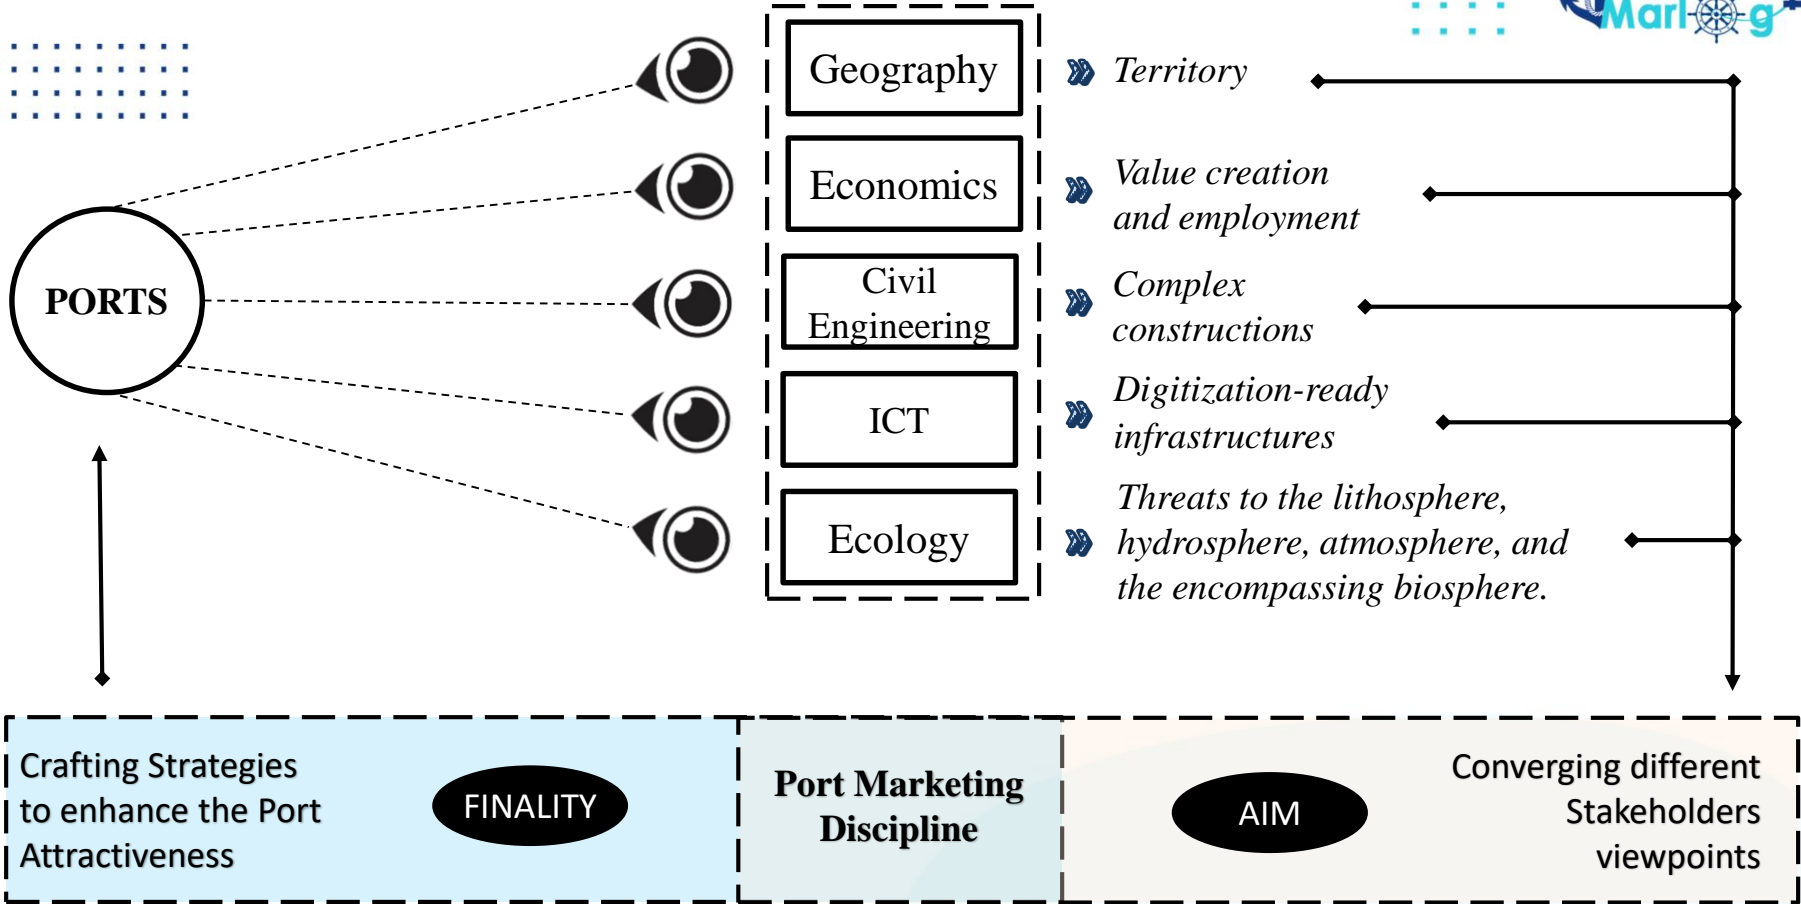 Marlog
Geography
Territory
Economics
Value creation
and employment
PORTS
Civil
Engineering
Complex
constructions
ICT
Digitization-ready
infrastructures
Ecology
Threats to the lithosphere,
hydrosphere, atmosphere, and
the encompassing biosphere.
Crafting Strategies
to enhance the Port
Attractiveness
FINALITY
Port Marketing
Discipline
AIM
Converging different
Stakeholders
viewpoints